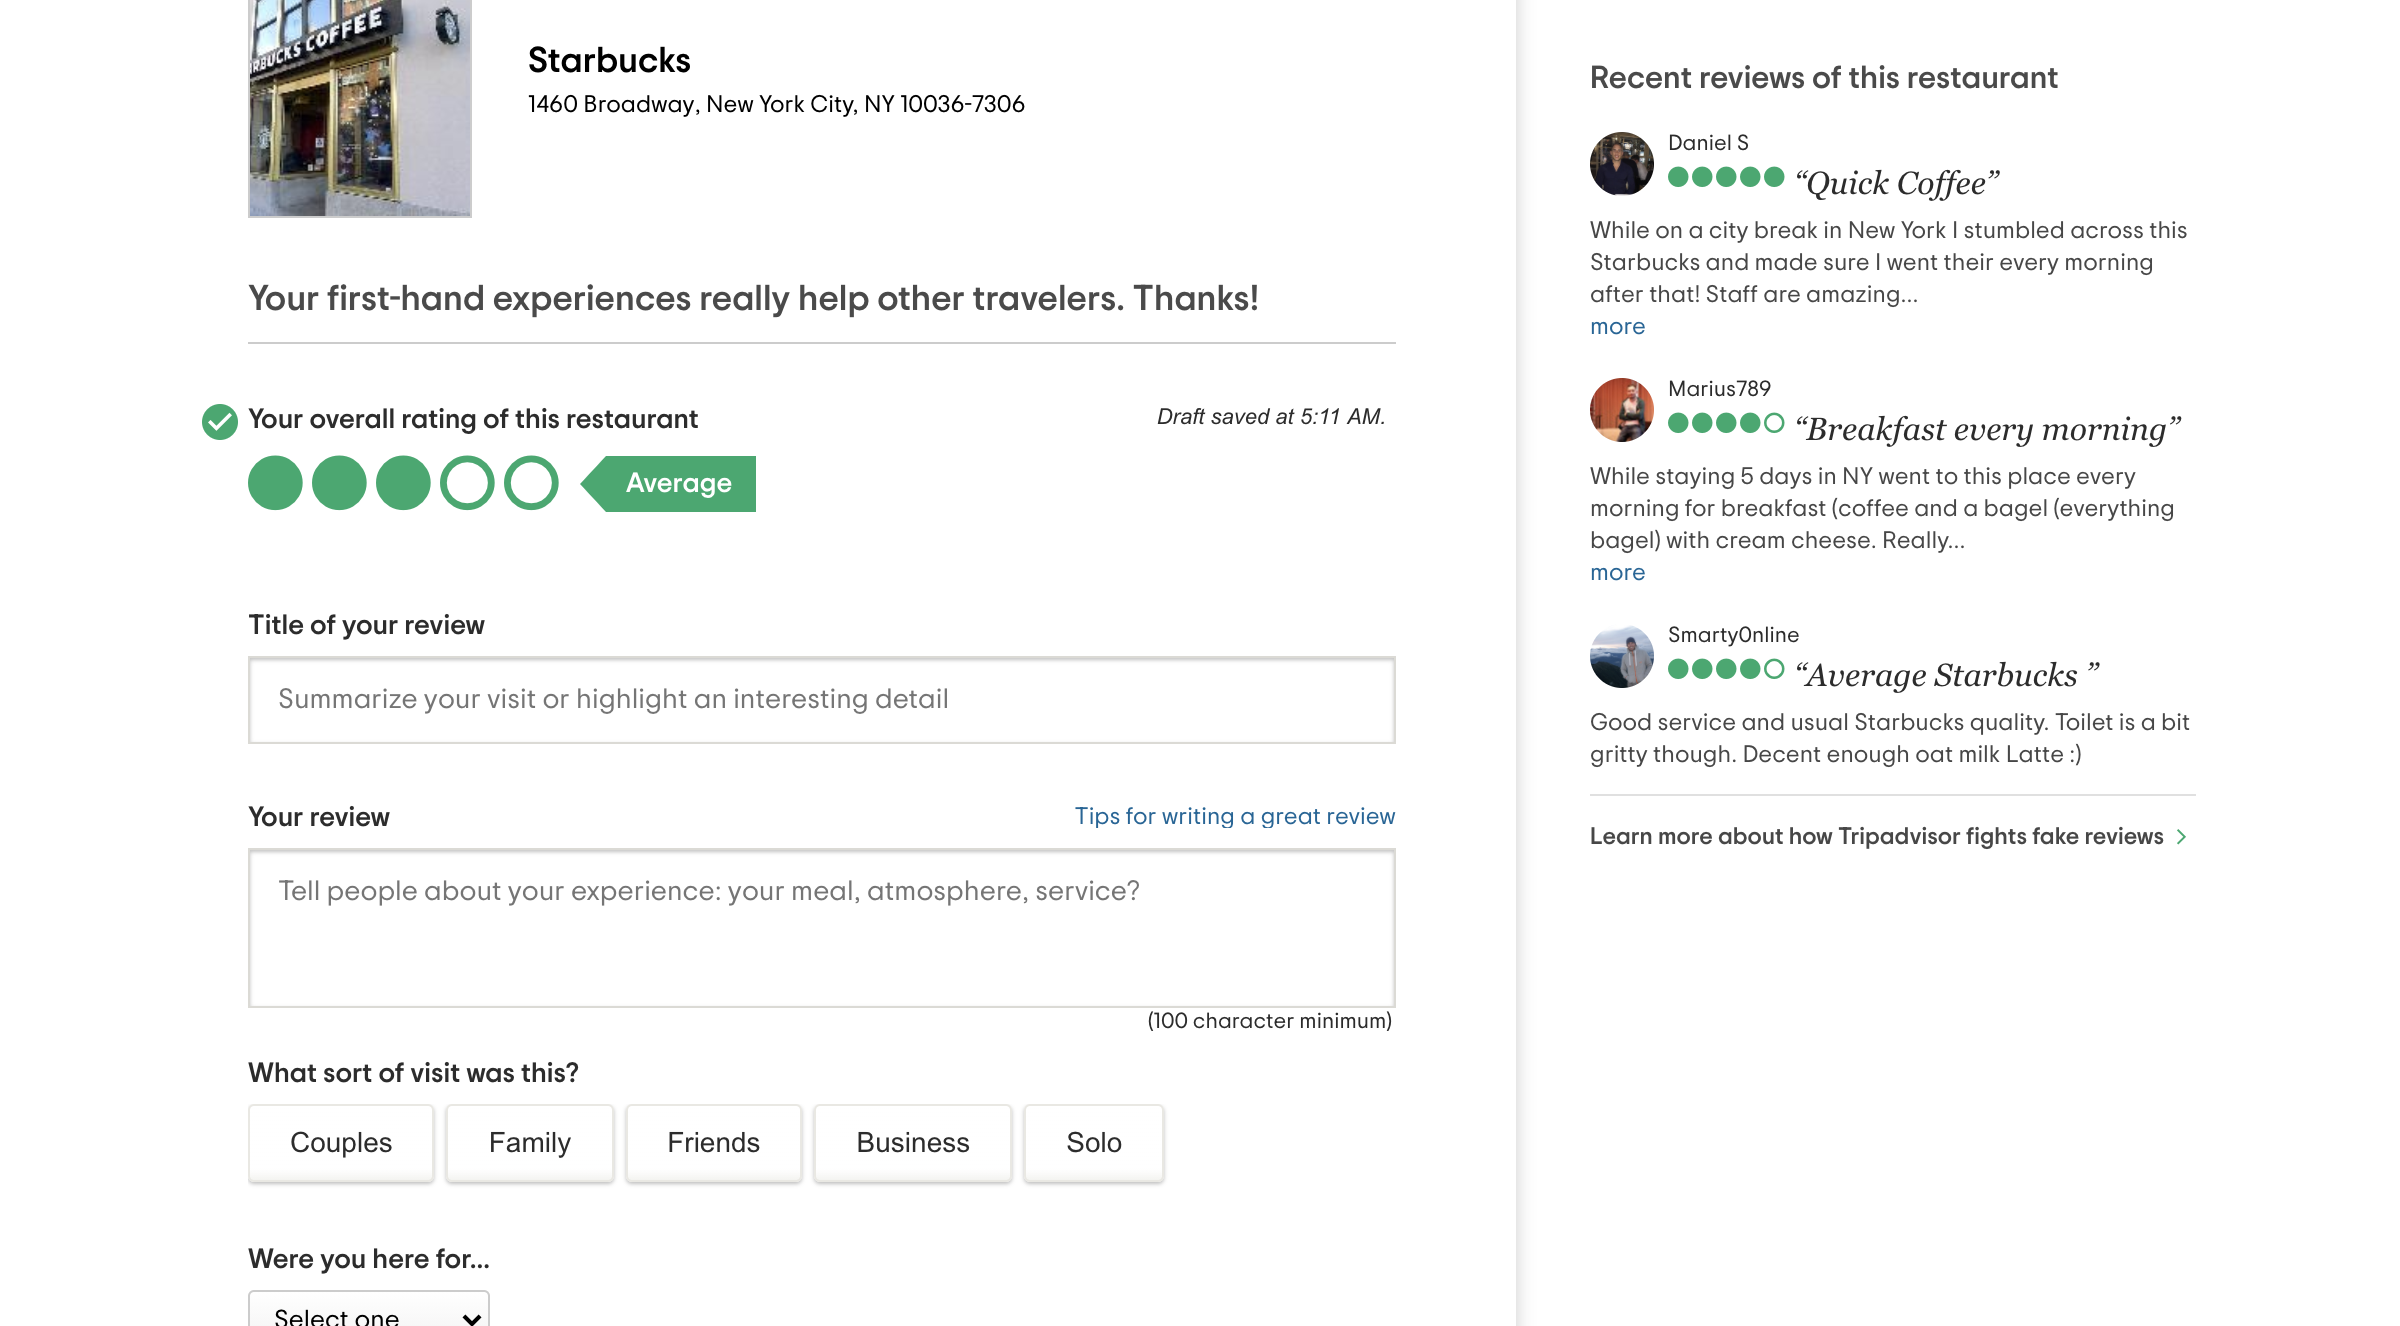 RBUCKS COFFEE
Starbucks
1460 Broadway, New York City, NY 10036-7306
Your first-hand experiences really help other travelers. Thanks!
Your overall rating of this restaurant
Draft saved at 5:11 AM.
Average
Title of your review
Summarize your visit or highlight an interesting detail
Your review
Tips for writing a great review
Tell people about your experience: your meal, atmosphere, service?
(100 character minimum)
What sort of visit was this?
Couples
Family
Friends
Business
Solo
Were you here for...
Select one
Recent reviews of this restaurant
Daniel S
“Quick Coffee”
While on a city break in New York I stumbled across this
Starbucks and made sure I went their every morning
after that! Staff are amazing...
more
Marius789
“Breakfast every morning”
While staying 5 days in NY went to this place every
morning for breakfast (coffee and a bagel (everything
bagel) with cream cheese. Really...
more
Smarty0nline
“Average Starbucks ”
Good service and usual Starbucks quality. Toilet is a bit
gritty though. Decent enough oat milk Latte :)
Learn more about how Tripadvisor fights fake reviews